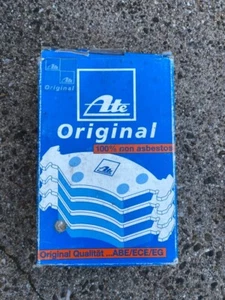 Ate
Original
Ate
Original
100% non asbestos
Original Qualität ...ABE/ECE/EG